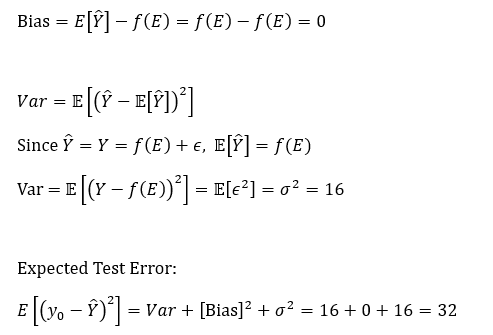 Bias = E[Ŷ] − f(E) = f(E) − f(E) = 0
Var = 𝔼[(Ŷ − 𝔼[Ŷ])²]
Since Ŷ = Y = f(E) + ϵ, 𝔼[Ŷ] = f(E)
Var = 𝔼[(Y − f(E))²] = 𝔼[ϵ²] = σ² = 16
Expected Test Error:
E[(y₀ − Ŷ)²] = Var + [Bias]² + σ² = 16 + 0 + 16 = 32